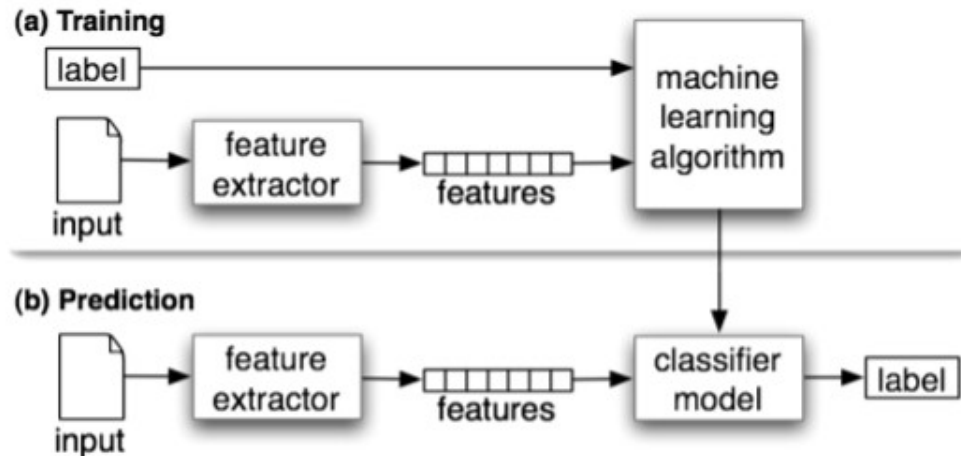 (a) Training
label
machine
learning
algorithm
feature
extractor
features
input
(b) Prediction
feature
extractor
features
classifier
model
label
input